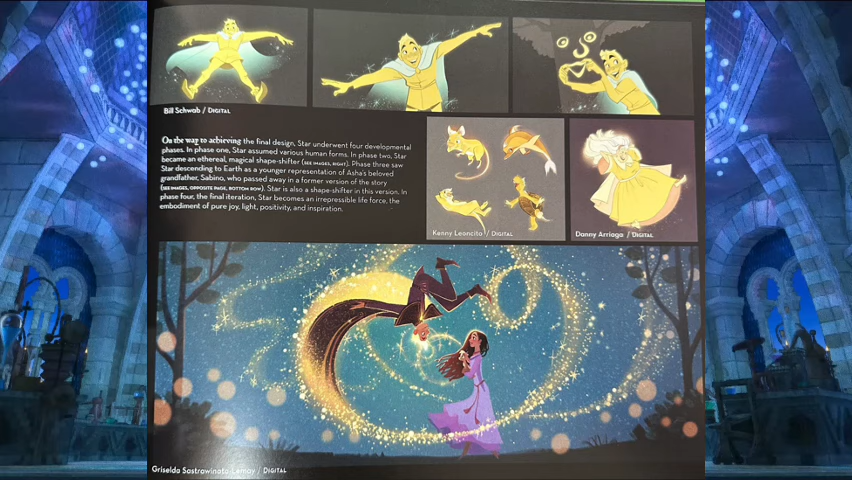 Bill Schwab / DIGITAL
On the way to achieving the final design, Star underwent four developmental
phases. In phase one, Star assumed various human forms. In phase two, Star
became an ethereal, magical shape-shifter (SEE IMAGES, RIGHT). Phase three saw
Star descending to Earth as a younger representation of Asha's beloved
grandfather, Sabino, who passed away in a former version of the story
(SEE IMAGES, OPPOSITE PAGE, BOTTOM ROW). Star is also a shape-shifter in this version. In
phase four, the final iteration, Star becomes an irrepressible life force, the
embodiment of pure joy, light, positivity, and inspiration.
Kenny Leoncito / DIGITAL
Danny Arriaga / DIGITAL
Griselda Sastrawinata-Lemay / DIGITAL